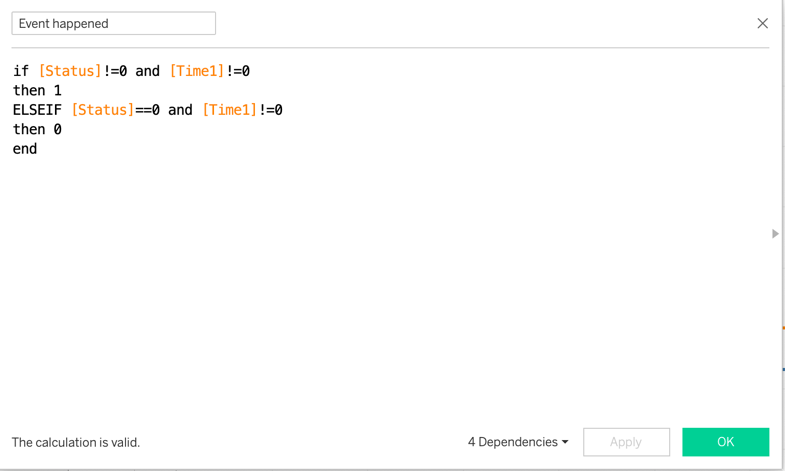 Event happened
if [Status]!=0 and [Time1]!=0
then 1
ELSEIF [Status]==0 and [Time1]!=0
then 0
end
The calculation is valid.
4 Dependencies
Apply
OK